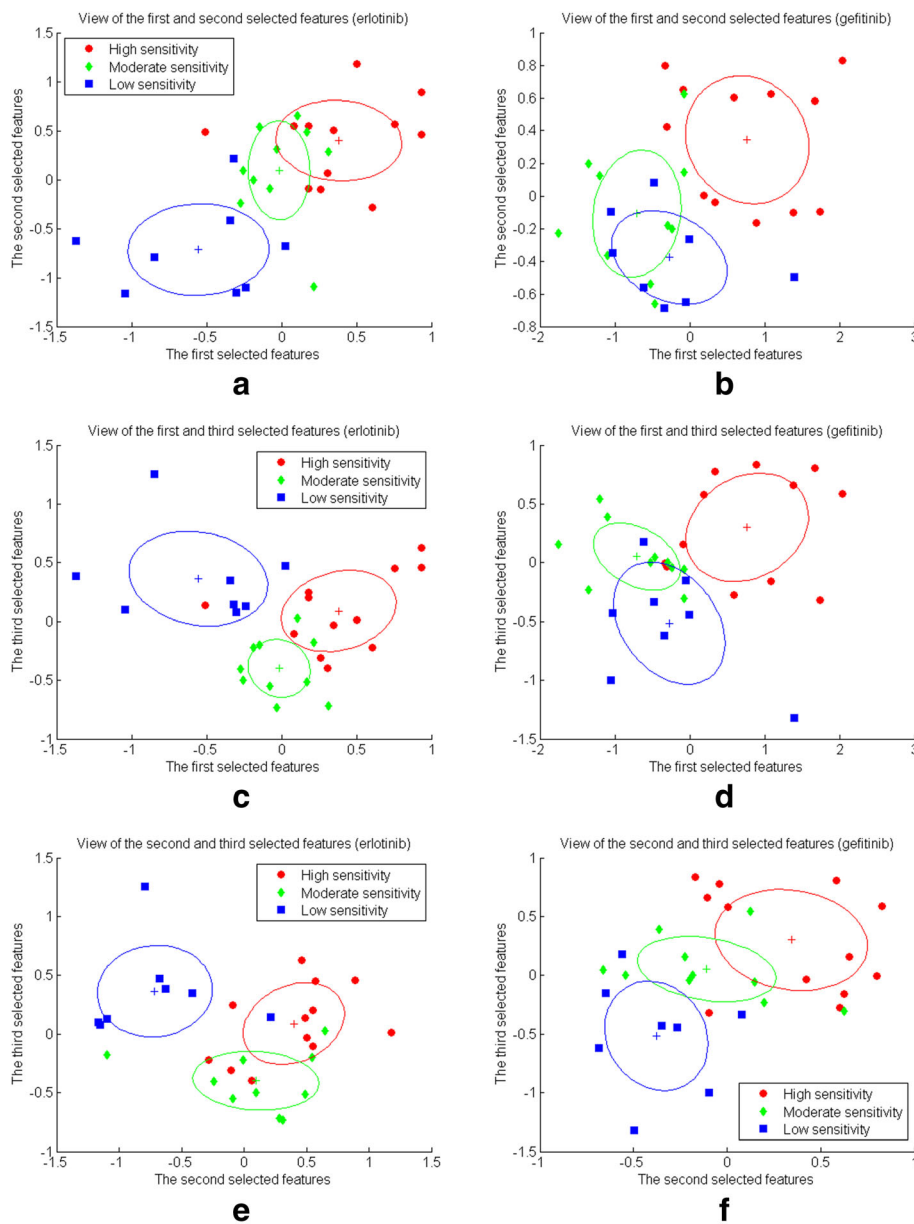 View of the first and second selected features (erlotinib)
1.5
1
0.5
0
-0.5
-1
-1.5
The second selected features
High sensitivity
Moderate sensitivity
Low sensitivity
-1.5 -1 -0.5 0 0.5 1
The first selected features
a
View of the first and second selected features (gefitinib)
1
0.8
0.6
0.4
0.2
0
-0.2
-0.4
-0.6
0.8
The second selected features
-2 -1 0 1 2 3
The first selected features
b
View of the first and third selected features (erlotinib)
1.5
1
0.5
0
-0.5
-1
The third selected features
High sensitivity
Moderate sensitivity
Low sensitivity
-1.5 -1 -0.5 0 0.5 1
The first selected features
c
View of the first and third selected features (gefitinib)
1
0.5
0
-0.5
-1
-1.5
The third selected features
-2 -1 0 1 2 3
The first selected features
d
View of the second and third selected features (erlotinib)
1.5
1
0.5
0
-0.5
-1
The third selected features
High sensitivity
Moderate sensitivity
Low sensitivity
-1.5 -1 -0.5 0 0.5 1 1.5
The second selected features
e
View of the second and third selected features (gefitinib)
1
0.5
0
-0.5
-1
-1.5
The third selected features
High sensitivity
Moderate sensitivity
Low sensitivity
-1 -0.5 0 0.5 1
The second selected features
f